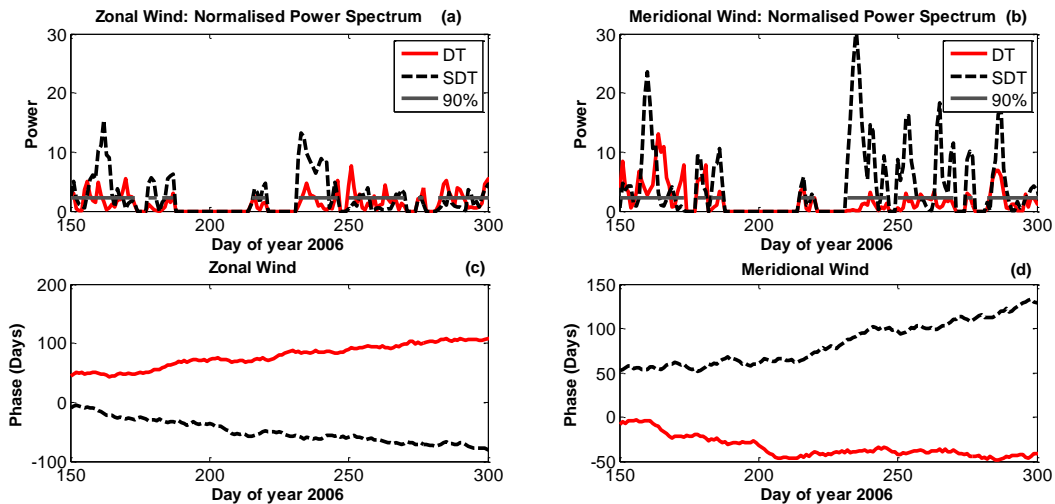 Zonal Wind: Normalised Power Spectrum (a)
30
20
10
0
Power
DT
SDT
90%
150 200 250 300
Day of year 2006
Meridional Wind: Normalised Power Spectrum (b)
30
20
10
0
Power
DT
SDT
90%
150 200 250 300
Day of year 2006
Zonal Wind (c)
200
100
0
-100
Phase (Days)
150 200 250 300
Day of year 2006
Meridional Wind (d)
150
100
50
0
-50
Phase (Days)
150 200 250 300
Day of year 2006